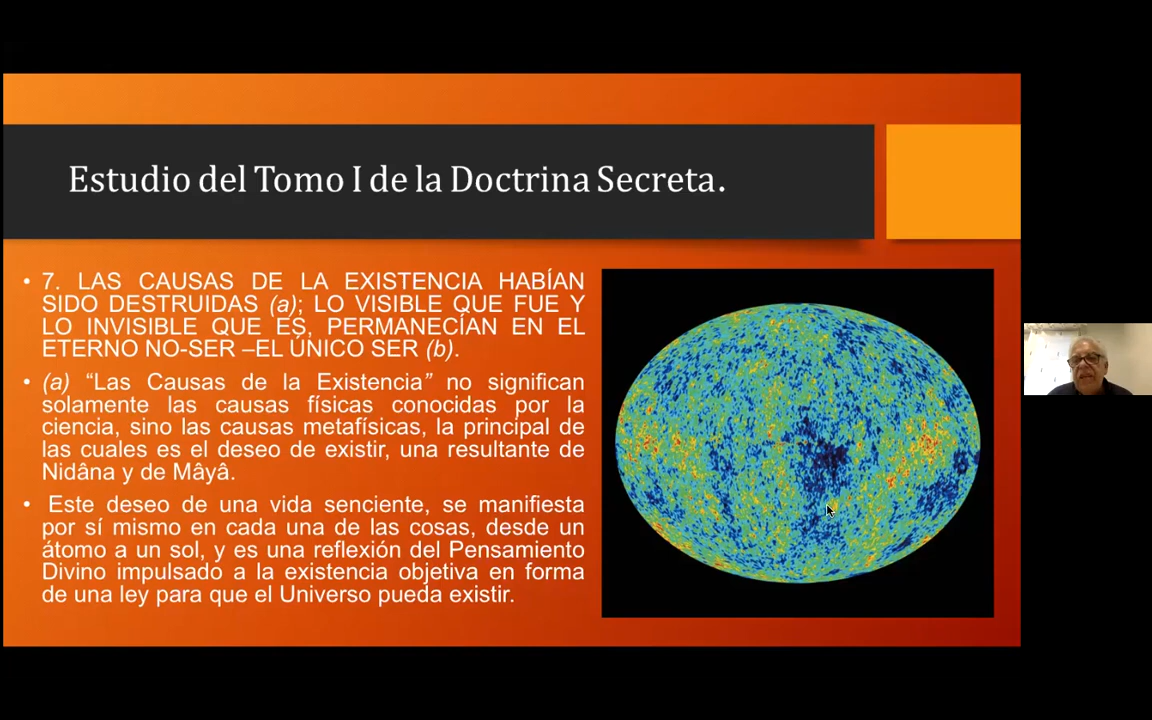 Estudio del Tomo I de la Doctrina Secreta.
• 7. LAS CAUSAS DE LA EXISTENCIA HABÍAN
SIDO DESTRUIDAS (a); LO VISIBLE QUE FUE Y
LO INVISIBLE QUE ES, PERMANECÍAN EN EL
ETERNO NO-SER –EL ÚNICO SER (b).
• (a) “Las Causas de la Existencia” no significan
solamente las causas físicas conocidas por la
ciencia, sino las causas metafísicas, la principal de
las cuales es el deseo de existir, una resultante de
Nidâna y de Mâyâ.
• Este deseo de una vida senciente, se manifiesta
por sí mismo en cada una de las cosas, desde un
átomo a un sol, y es una reflexión del Pensamiento
Divino impulsado a la existencia objetiva en forma
de una ley para que el Universo pueda existir.